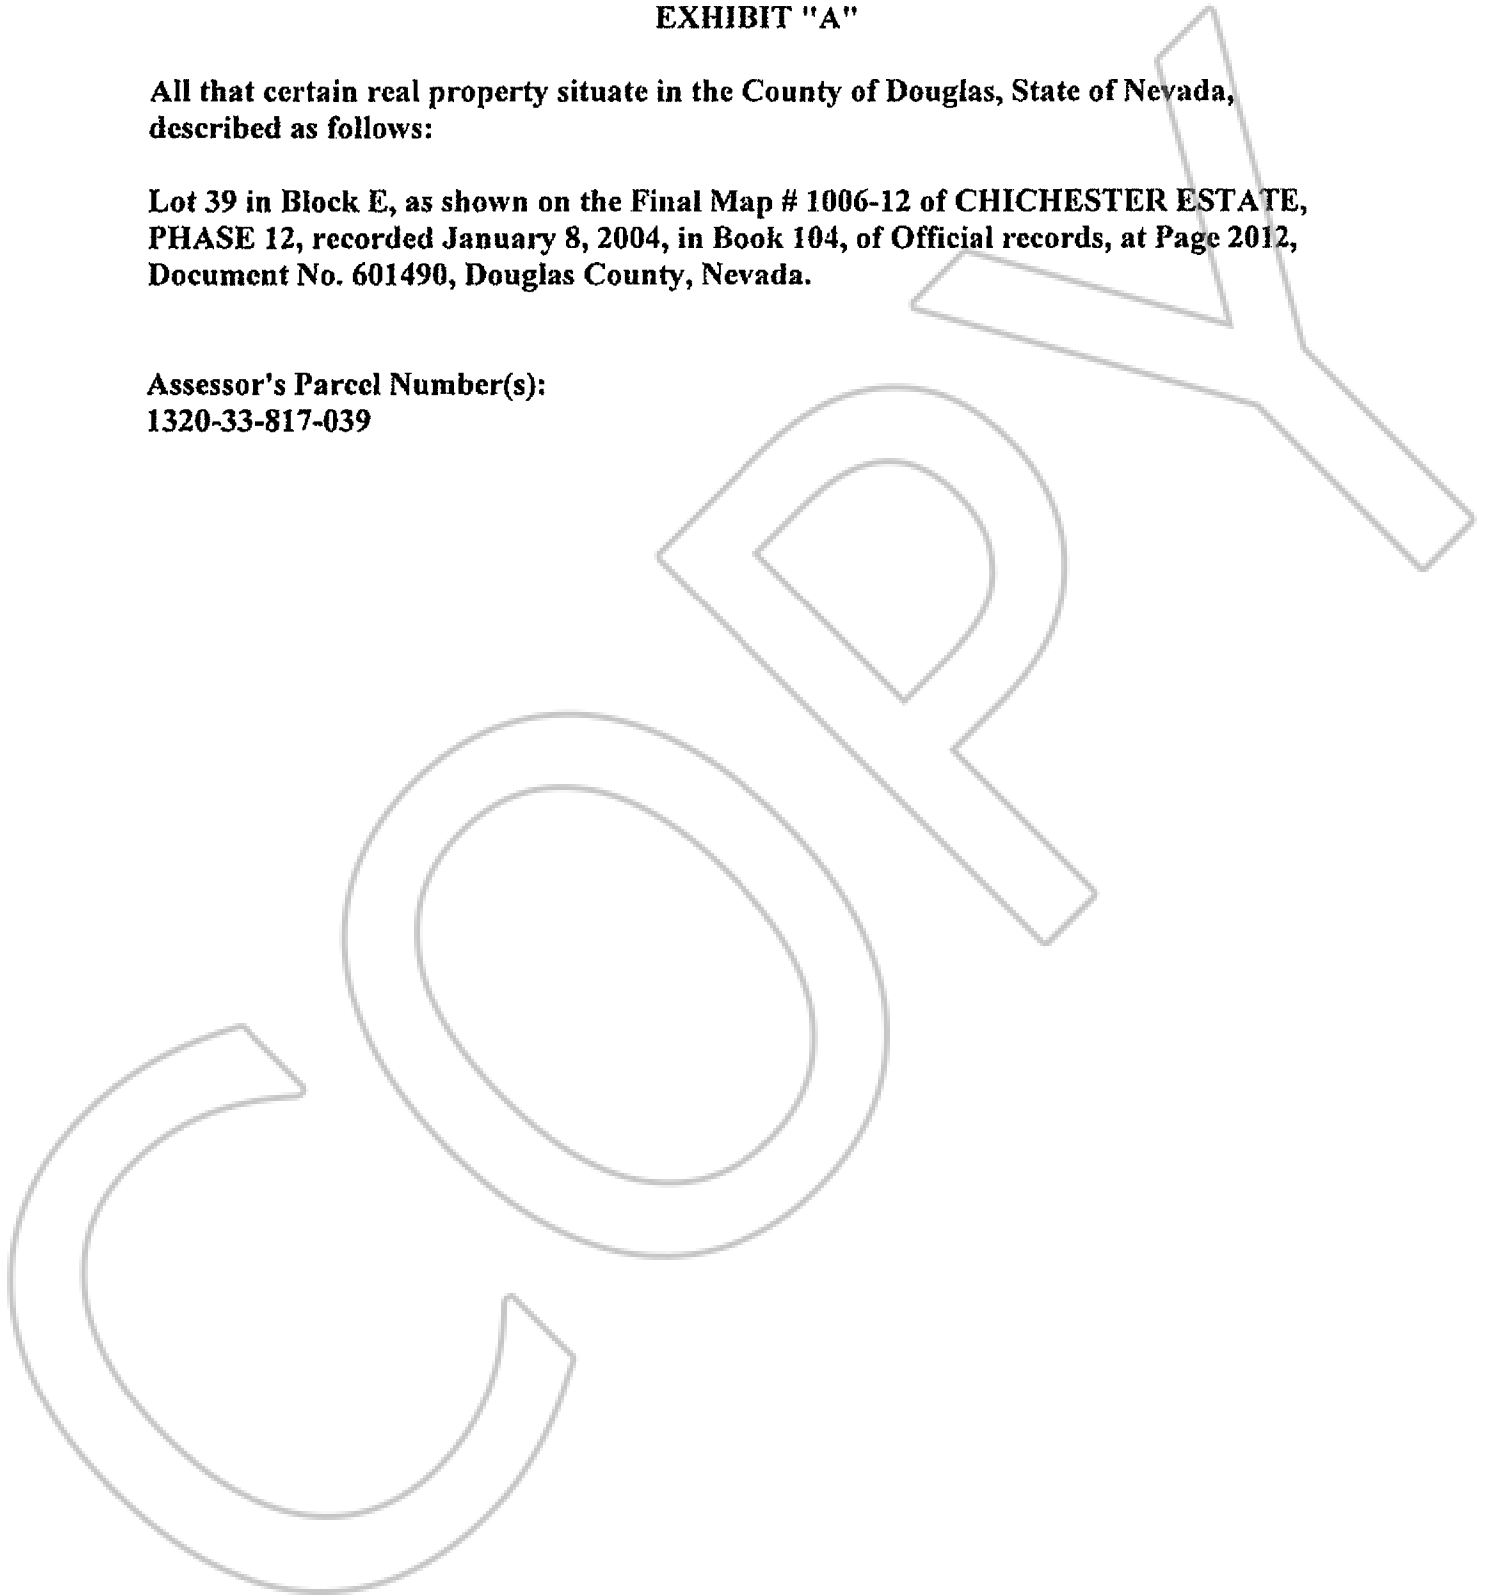 EXHIBIT "A"
All that certain real property situate in the County of Douglas, State of Nevada,
described as follows:
Lot 39 in Block E, as shown on the Final Map # 1006-12 of CHICHESTER ESTATE,
PHASE 12, recorded January 8, 2004, in Book 104, of Official records, at Page 2012,
Document No. 601490, Douglas County, Nevada.
Assessor's Parcel Number(s):
1320-33-817-039
COPY